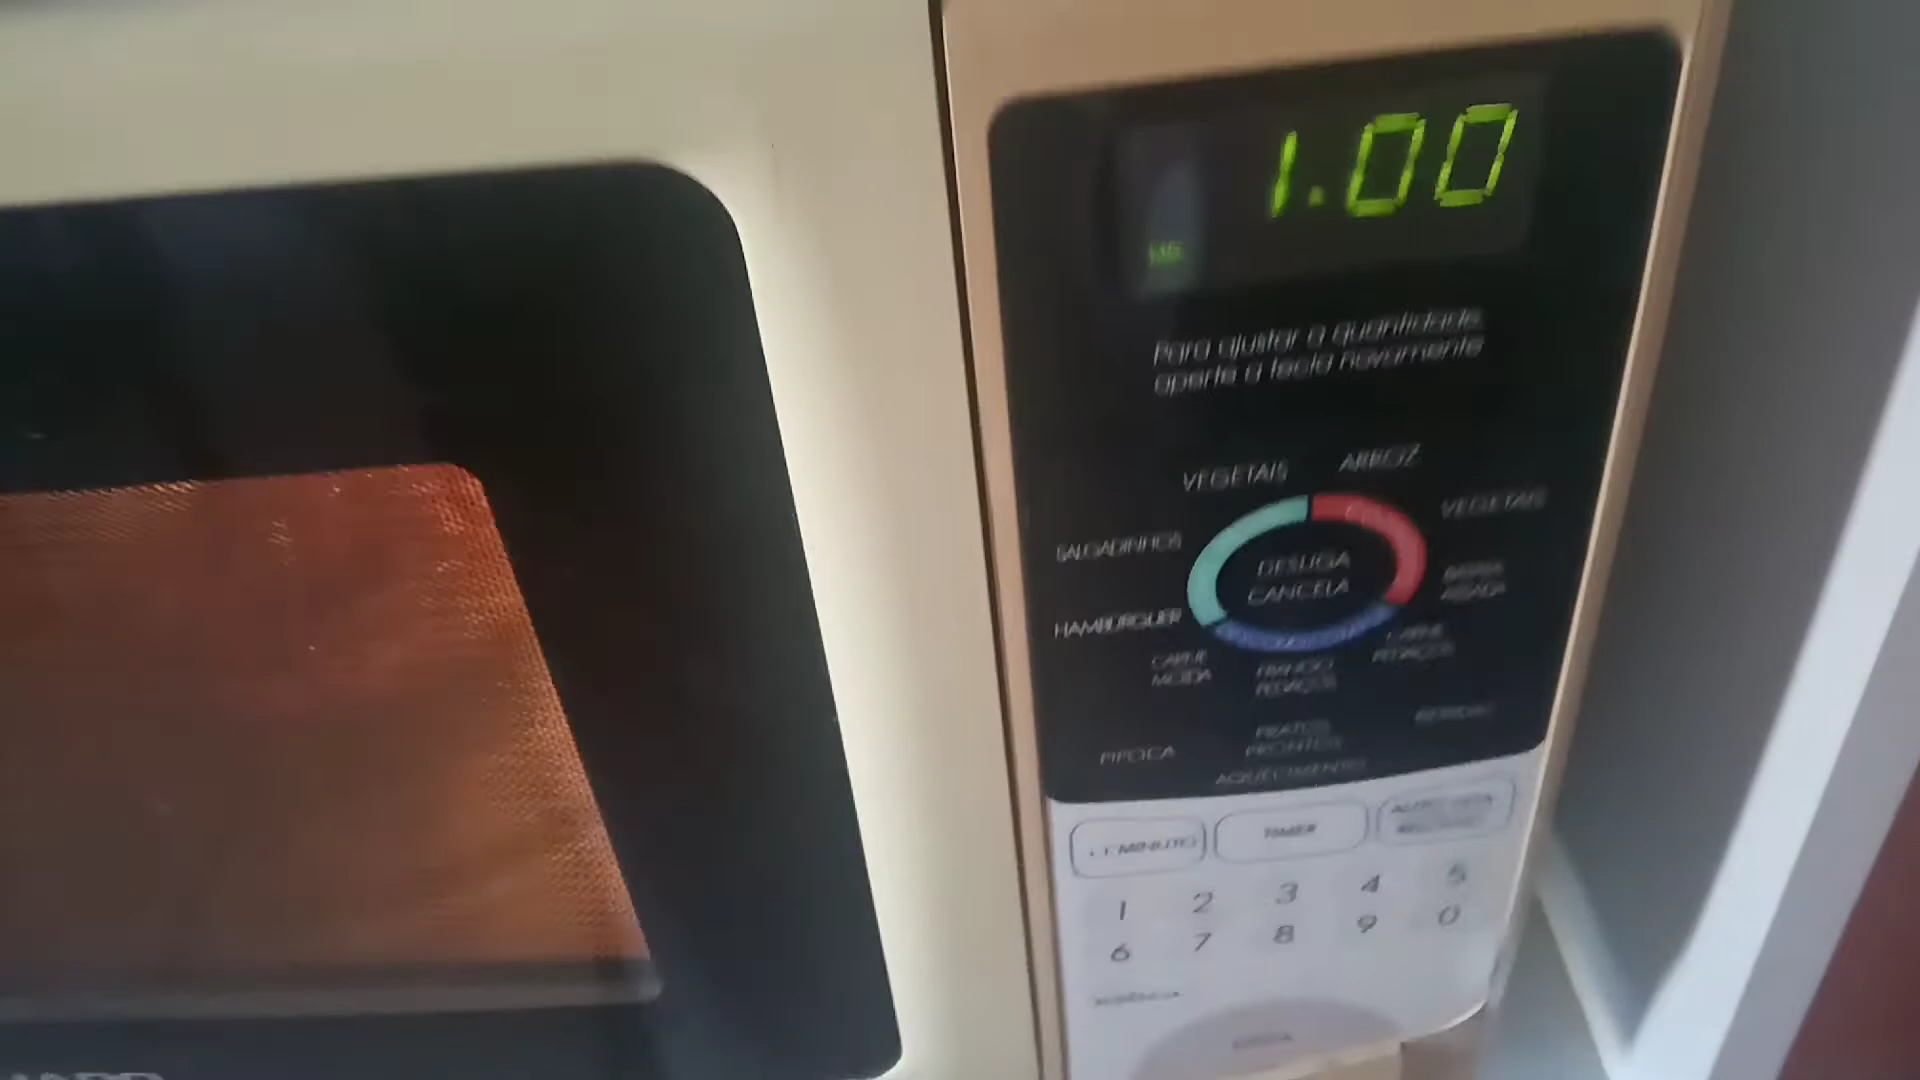 1.00
Para ajustar a quantidade
aperte a tecla novamente
VEGETAIS
ARROZ
SALGADINHOS
VEGETAIS
DESLIGA
CANCELA
HAMBÚRGUER
CARNE
MOÍDA
FRANGO
PEDAÇOS
CARNE
PEDAÇOS
PIPOCA
PRATOS
PRONTOS
BEBIDAS
AQUECIMENTO
+ 1 MINUTO
TIMER
1 2 3 4 5
6 7 8 9 0
POTÊNCIA